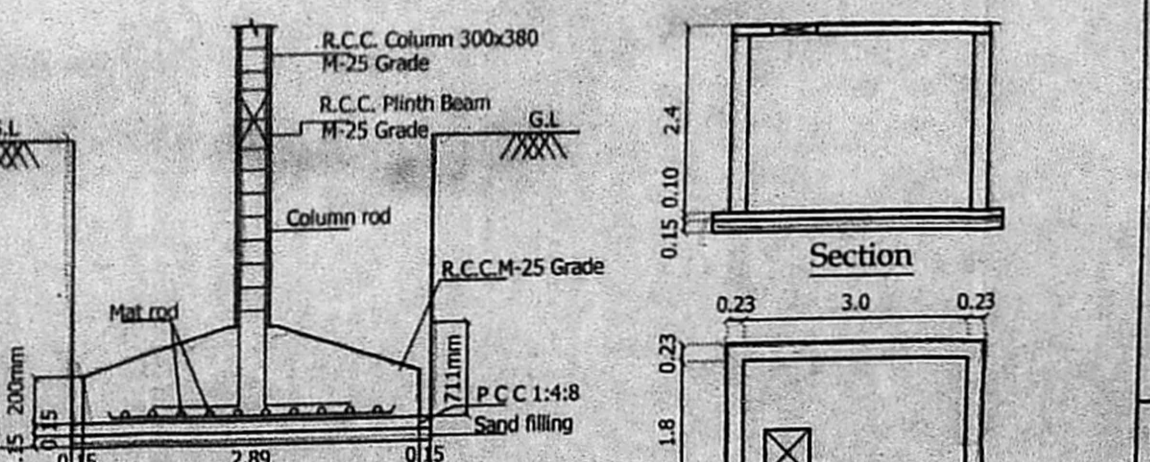 R.C.C. Column 300x380
M-25 Grade
R.C.C. Plinth Beam
M-25 Grade
G.L
G.L
Column rod
R.C.C.M-25 Grade
Mat rod
200mm
0.15
.15
711mm
P C C 1:4:8
Sand filling
0.15
2.89
0.15
2.4
0.10
0.15
Section
0.23
3.0
0.23
0.23
1.8